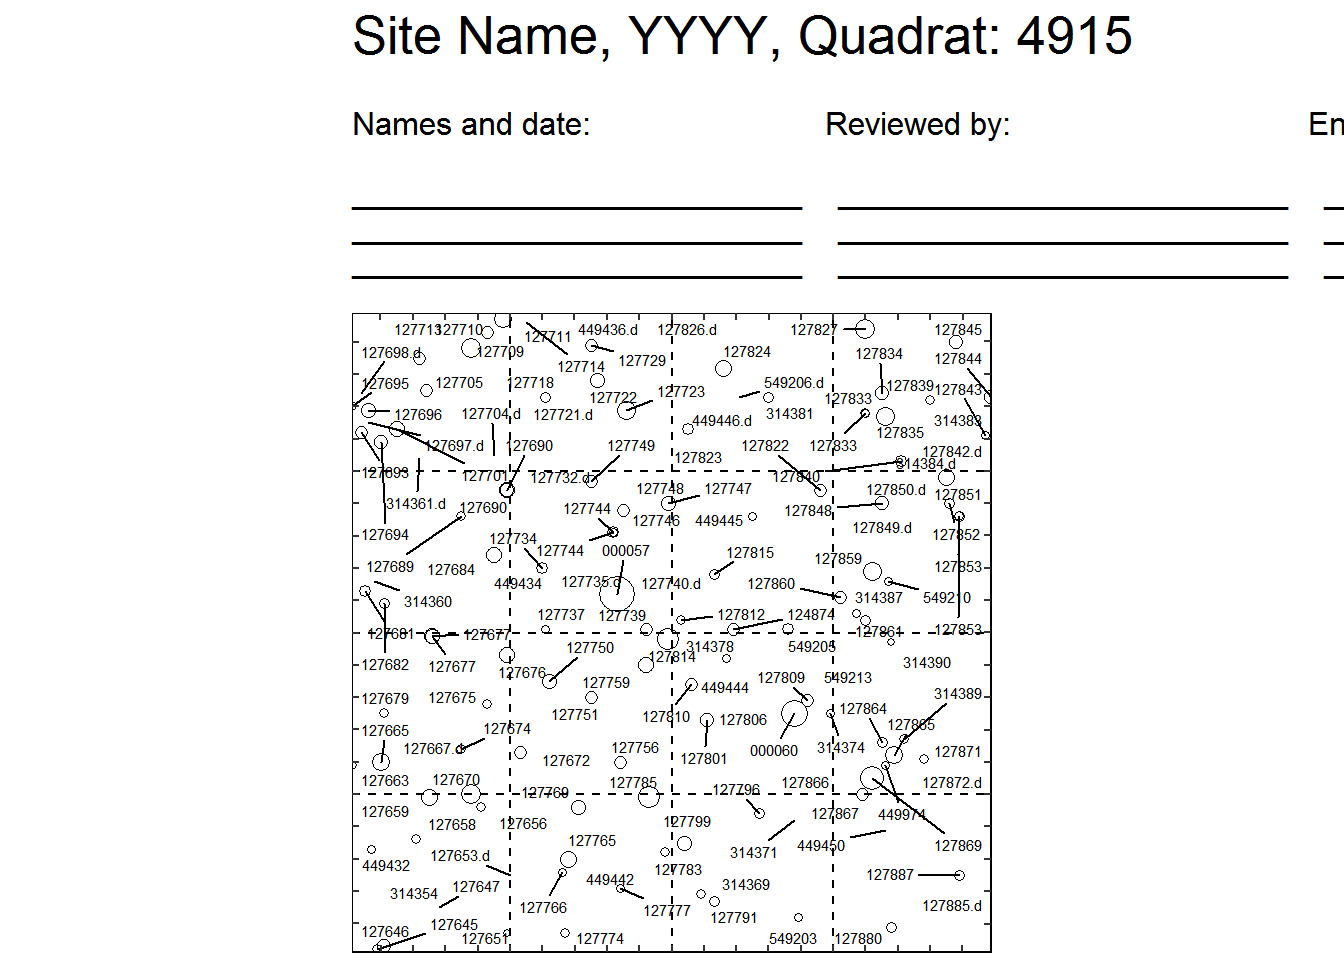 Site Name, YYYY, Quadrat: 4915
Names and date: Reviewed by: En
127713 127710 127711 449436.d 127826.d 127827 127845
127698.d 127709 127714 127729 127824 127834 127844
127695 127705 127718 127722 127723 549206.d 127839 127843
127696 127704.d 127721.d 449446.d 314381 127833 314383
127697.d 127690 127749 127822 127833 127835 127842.d
127693 127701 127732.d 127823 127840 314384.d
314361.d 127690 127748 127747 127850.d 127851
127694 127744 127746 449445 127848 127849.d 127852
127734 127744 000057 127815 127859 127853
127689 127684 449434 127735.d 127740.d 127860 314387 549210
314360 127737 127739 127812 124874 127861 127853
127681 127677 314378 549205
127682 127677 127676 127750 127814 314390
127679 127675 127759 449444 127809 549213 314389
127665 127674 127751 127810 127806 127864 127865
127667.d 127672 127756 127801 000060 314374 127871
127663 127670 127785 127866 127872.d
127659 127658 127656 127769 127799 127796 127867 449974
449432 127653.d 127765 127783 314371 449450 127869
314354 127647 449442 314369 127887
127646 127645 127766 127777 127791 127885.d
127651 127774 549203 127880